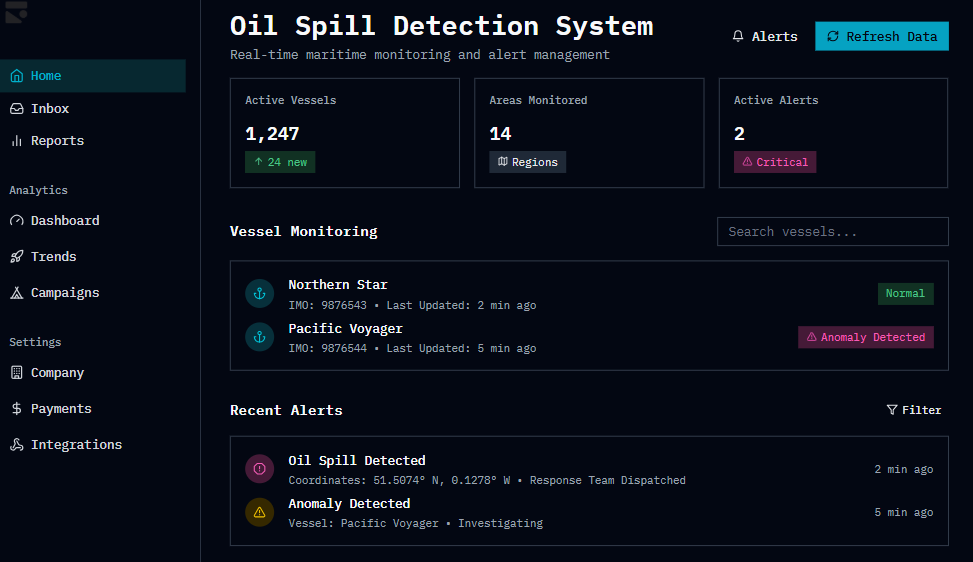 Oil Spill Detection System
Real-time maritime monitoring and alert management
Alerts
Refresh Data
Home
Inbox
Reports
Analytics
Dashboard
Trends
Campaigns
Settings
Company
Payments
Integrations
Active Vessels
1,247
↑ 24 new
Areas Monitored
14
Regions
Active Alerts
2
Critical
Vessel Monitoring
Search vessels...
Northern Star
IMO: 9876543 • Last Updated: 2 min ago
Normal
Pacific Voyager
IMO: 9876544 • Last Updated: 5 min ago
Anomaly Detected
Recent Alerts
Filter
Oil Spill Detected
Coordinates: 51.5074° N, 0.1278° W • Response Team Dispatched
2 min ago
Anomaly Detected
Vessel: Pacific Voyager • Investigating
5 min ago